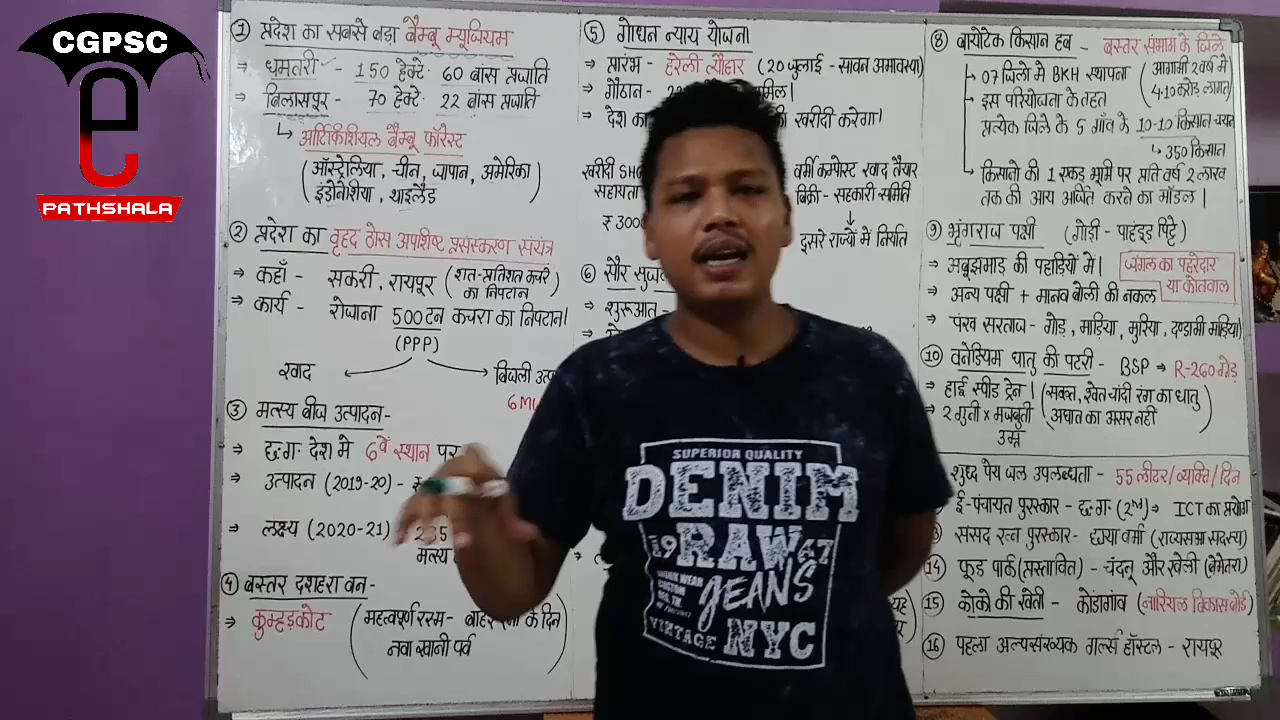 CGPSC
e
PATHSHALA
① प्रदेश का सबसे बड़ा बैम्बू म्यूजियम
⇒ धमतरी - 150 हेक्टे. 60 बांस प्रजाति
⇒ बिलासपुर - 70 हेक्टे. 22 बांस प्रजाति
↳ आर्टिफीशियल बैम्बू फॉरेस्ट
(ऑस्ट्रेलिया, चीन, जापान, अमेरिका
इंडोनेशिया, थाईलैंड)
② प्रदेश का वृहद ठोस अपशिष्ट प्रसंस्करण संयंत्र
⇒ कहाँ - सकरी, रायपुर (शत-प्रतिशत कचरे
का निपटान)
⇒ कार्य - रोजाना 500 टन कचरा का निपटान।
(PPP)
खाद
बिजली
③ मत्स्य बीज उत्पादन-
⇒ छ.ग. देश में 6वें स्थान पर
⇒ उत्पादन (2019-20) -
⇒ लक्ष्य (2020-21)
मत्स्य
④ बस्तर दशहरा वन-
⇒ कुम्हड़कोट (महत्वपूर्ण रस्म - के दिन
नवा खानी पर्व)
⑤ गोधन न्याय योजना
⇒ प्रारंभ - हरेली त्यौहार (20 जुलाई - सावन अमावस्या)
⇒ गौठान -
⇒ देश का खरीदी करेगा।
खरीदी वर्मी कम्पोस्ट खाद तैयार
सहायता बिक्री - सहकारी समिति
₹ दूसरे राज्यों में निर्यात
⑥ सौर
⇒ शुरूआत -
⑧ बायोटेक किसान हब - बस्तर संभाग के जिले
→ 07 जिलों में BKH स्थापना (आगामी 2 वर्ष में
4.10 करोड़ लागत)
→ इस परियोजना के तहत
प्रत्येक जिले के 5 गाँव के 10-10 किसान चयन
↳ 350 किसान
→ किसानों की 1 एकड़ भूमि पर प्रति वर्ष 2 लाख
तक की आय अर्जित करने का मॉडल।
⑨ भृंगराज पक्षी (गोंड़ी - पाहेंड़ पिट्टे)
⇒ अबूझमाड़ की पहाड़ियों में। जंगल का पहरेदार
या कोतवाल
⇒ अन्य पक्षी + मानव बोली की नकल
⇒ पंख सरताज - गोंड, माड़िया, मुरिया, दण्डामी माड़िया
⑩ वनेडियम धातु की पटरी - BSP → R-260 ग्रेड
⇒ हाई स्पीड ट्रेन। (सख्त, श्वेत चांदी रंग का धातु
⇒ 2 गुनी x मजबुती आघात का असर नहीं)
उम्र
शुद्ध पेय जल उपलब्धता - 55 लीटर/व्यक्ति/दिन
ई-पंचायत पुरस्कार - छ.ग. (2nd) ⇒ ICT का प्रयोग
संसद रत्न पुरस्कार - छाया वर्मा (राज्यसभा सदस्य)
⑭ फूड पार्क (प्रस्तावित) - चंदनू और खैरी (बेमेतरा)
⑮ कोको की खेती - कोंडागांव (नारियल विकास बोर्ड)
⑯ पहला अल्पसंख्यक गर्ल्स हॉस्टल - रायपुर
SUPERIOR QUALITY
DENIM
19 RAW 67
JEANS
VINTAGE NYC